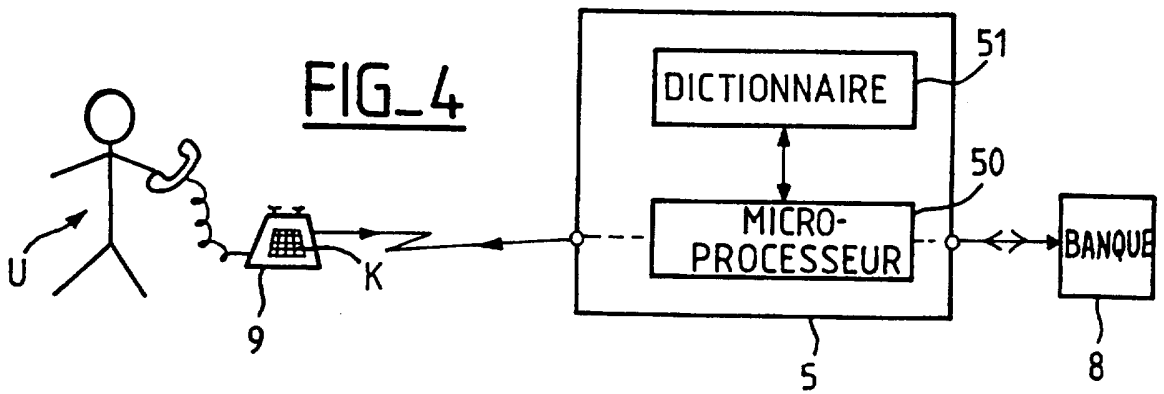 FIG_4
51
DICTIONNAIRE
50
MICRO-
PROCESSEUR
BANQUE
U
K
9
5
8